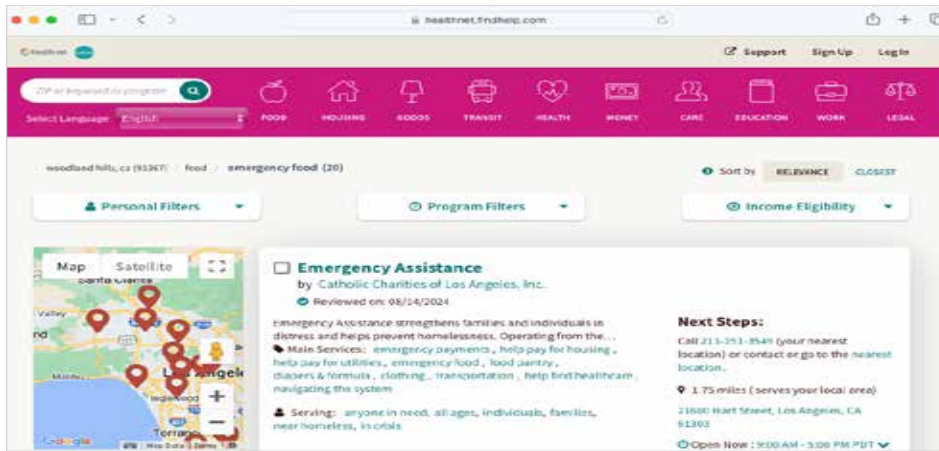 healthnet.findhelp.com
Support Sign Up Log In
ZIP or keyword or program
Select Language English
FOOD HOUSING GOODS TRANSIT HEALTH MONEY CARE EDUCATION WORK LEGAL
woodland hills, ca (91367) / food / emergency food (20)
Sort by RELEVANCE CLOSEST
Personal Filters
Program Filters
Income Eligibility
Map Satellite
Santa Clarita
Valley
Malibu
Los Angeles
Inglewood
Torrance
Google
Map Data Terms
Emergency Assistance
by Catholic Charities of Los Angeles, Inc.
Reviewed on: 08/14/2024
Emergency Assistance strengthens families and individuals in
distress and helps prevent homelessness. Operating from the...
Main Services: emergency payments , help pay for housing ,
help pay for utilities , emergency food , food pantry ,
diapers & formula , clothing , transportation , help find healthcare ,
navigating the system
Serving: anyone in need, all ages, individuals, families,
near homeless, in crisis
Next Steps:
Call 213-251-3549 (your nearest
location) or contact or go to the nearest
location.
1.75 miles ( serves your local area)
21600 Hart Street, Los Angeles, CA
91303
Open Now : 9:00 AM - 5:00 PM PDT